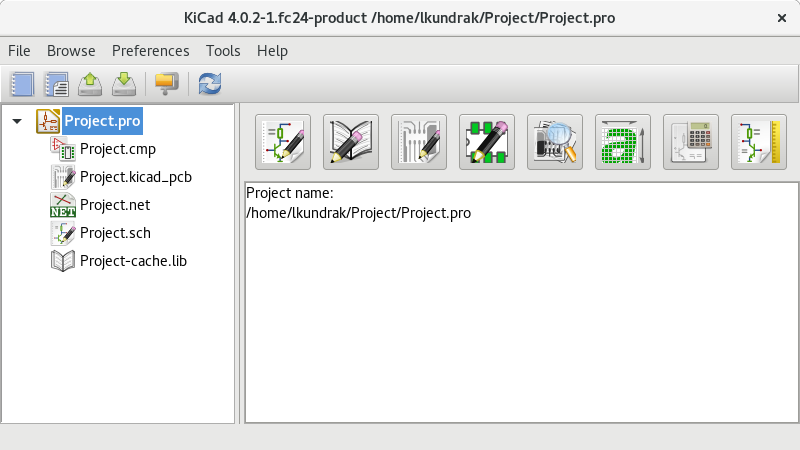 KiCad 4.0.2-1.fc24-product /home/lkundrak/Project/Project.pro
File Browse Preferences Tools Help
Project.pro
Project.cmp
Project.kicad_pcb
NET
Project.net
Project.sch
Project-cache.lib
a
Project name:
/home/lkundrak/Project/Project.pro